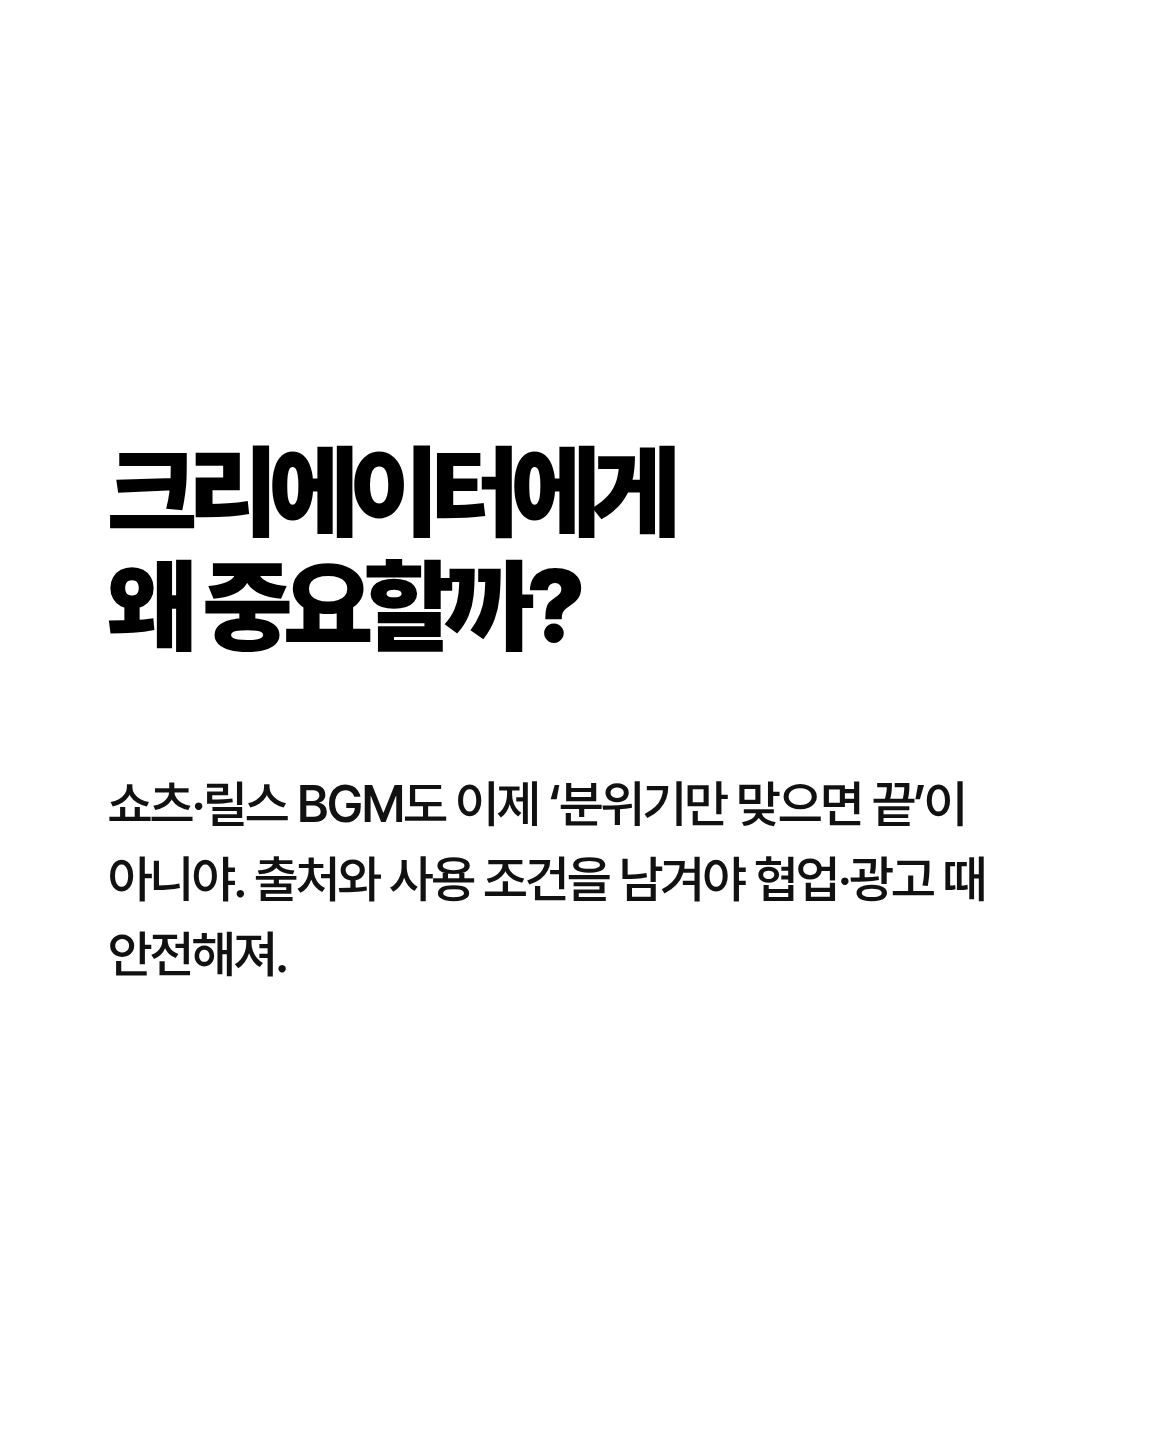 크리에이터에게
왜 중요할까?
쇼츠·릴스 BGM도 이제 ‘분위기만 맞으면 끝’이
아니야. 출처와 사용 조건을 남겨야 협업·광고 때
안전해져.